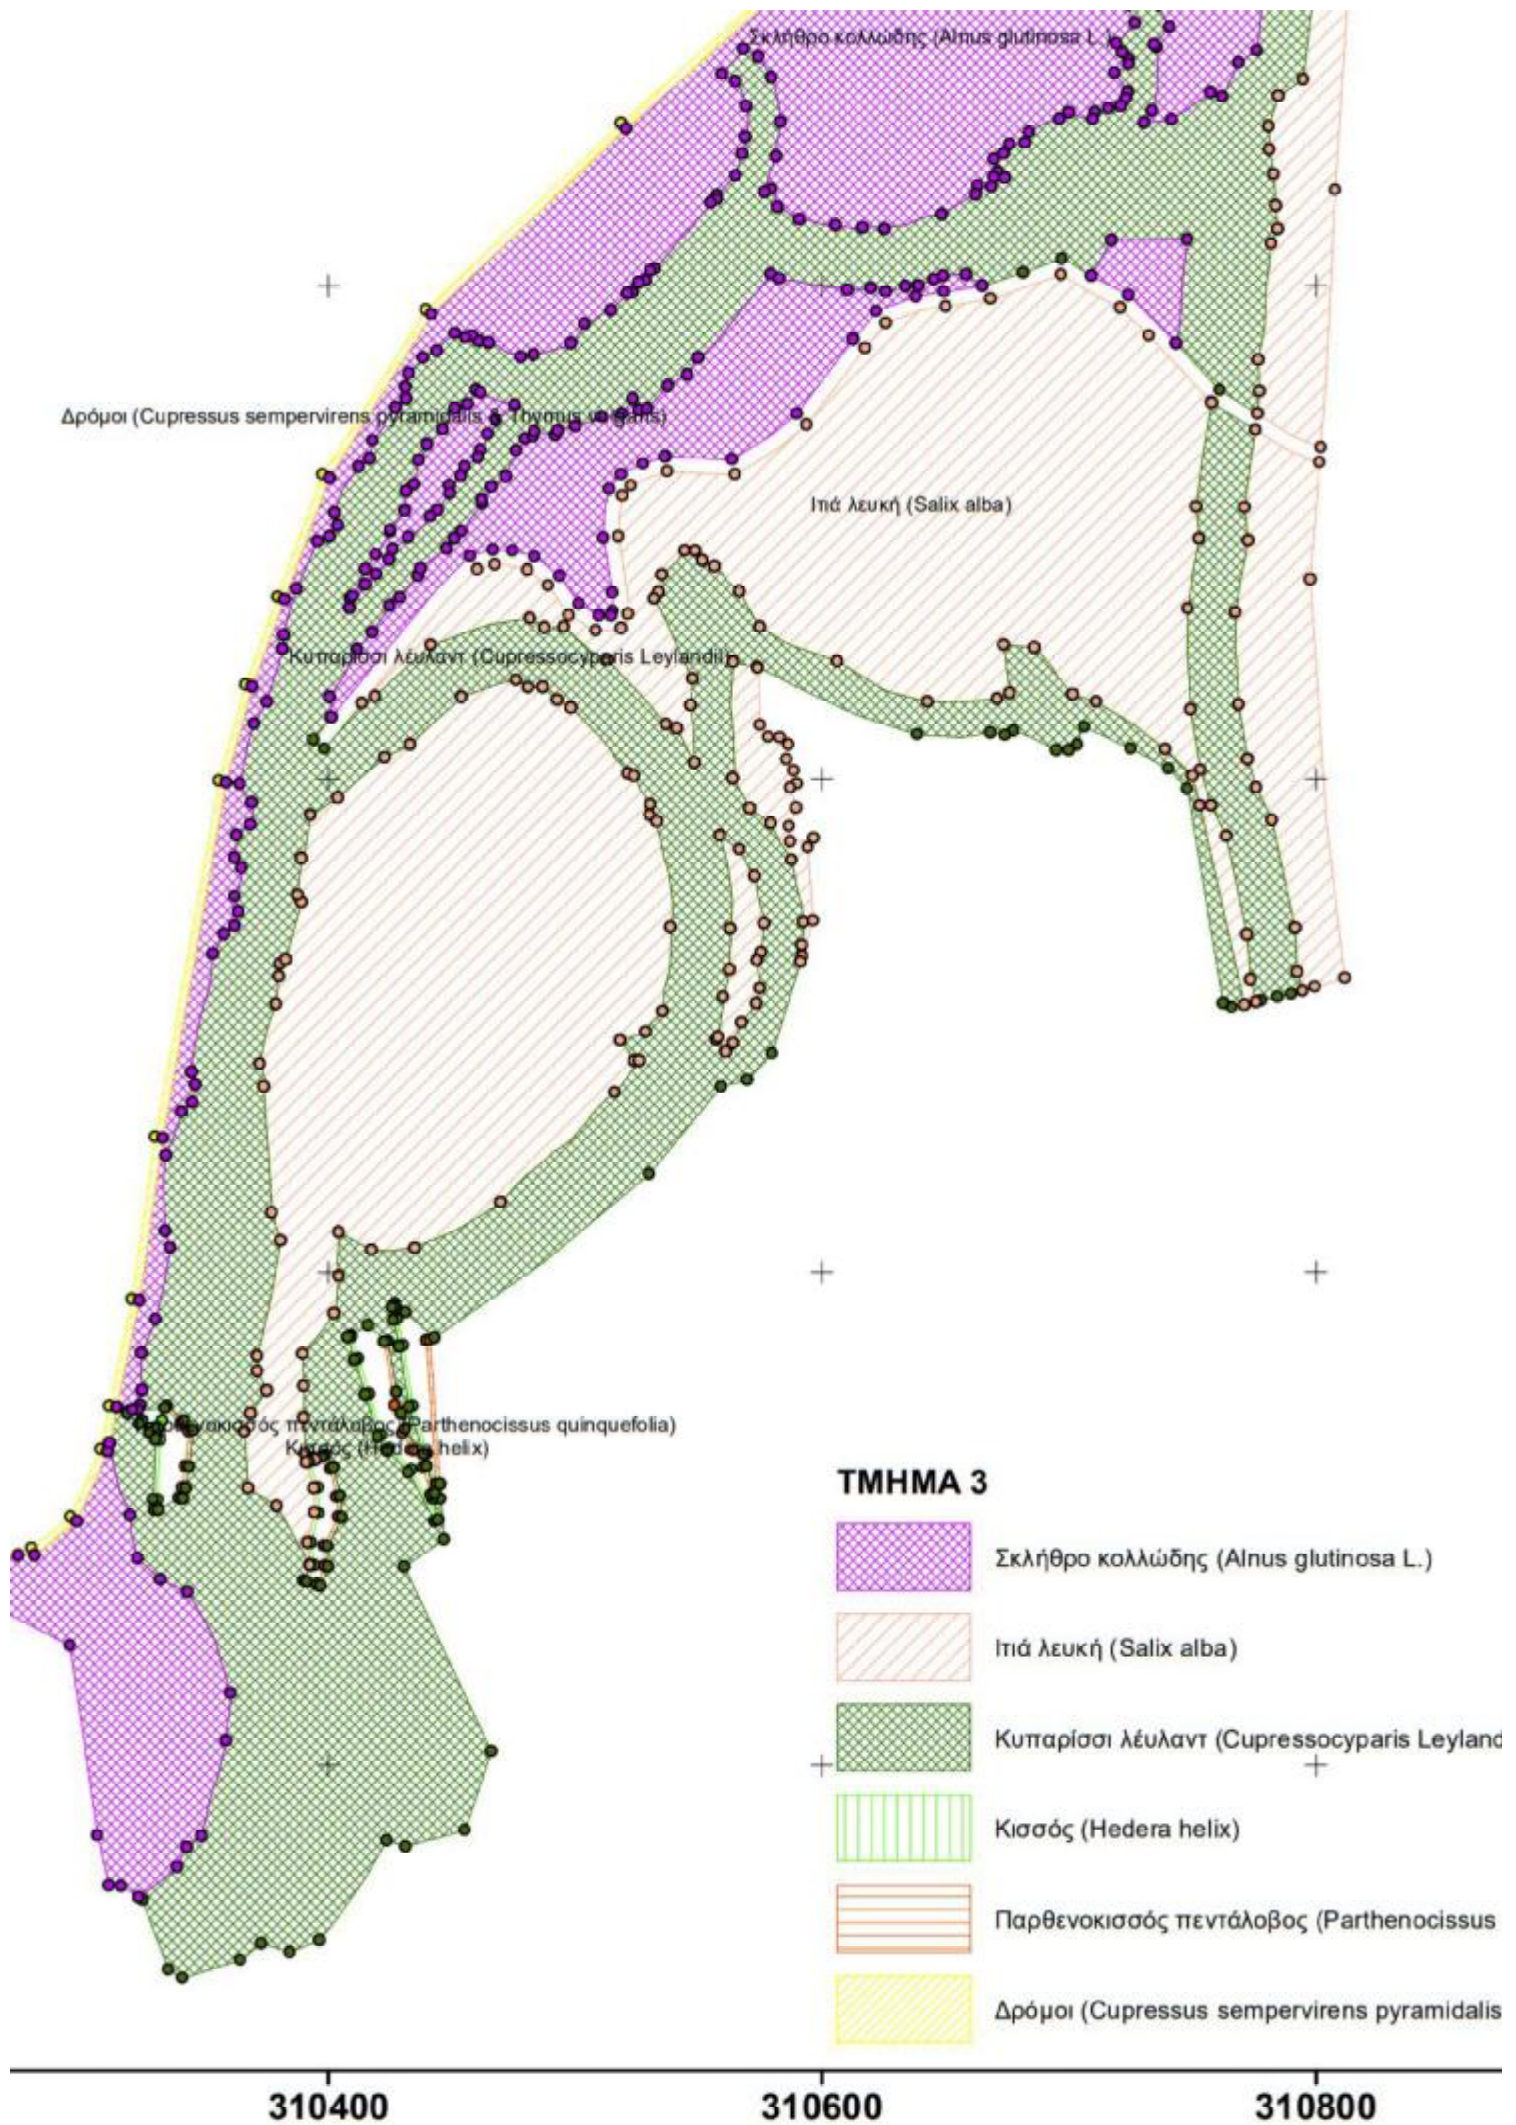 Σκλήθρο κολλώδης (Alnus glutinosa L.)
Δρόμοι (Cupressus sempervirens pyramidalis & Thymus vulgaris)
Ιτιά λευκή (Salix alba)
Κυπαρίσσι λέυλαντ (Cupressocyparis Leylandii)
Παρθενοκισσός πεντάλοβος (Parthenocissus quinquefolia)
Κισσός (Hedera helix)
ΤΜΗΜΑ 3
Σκλήθρο κολλώδης (Alnus glutinosa L.)
Ιτιά λευκή (Salix alba)
Κυπαρίσσι λέυλαντ (Cupressocyparis Leyland
Κισσός (Hedera helix)
Παρθενοκισσός πεντάλοβος (Parthenocissus
Δρόμοι (Cupressus sempervirens pyramidalis
310400 310600 310800